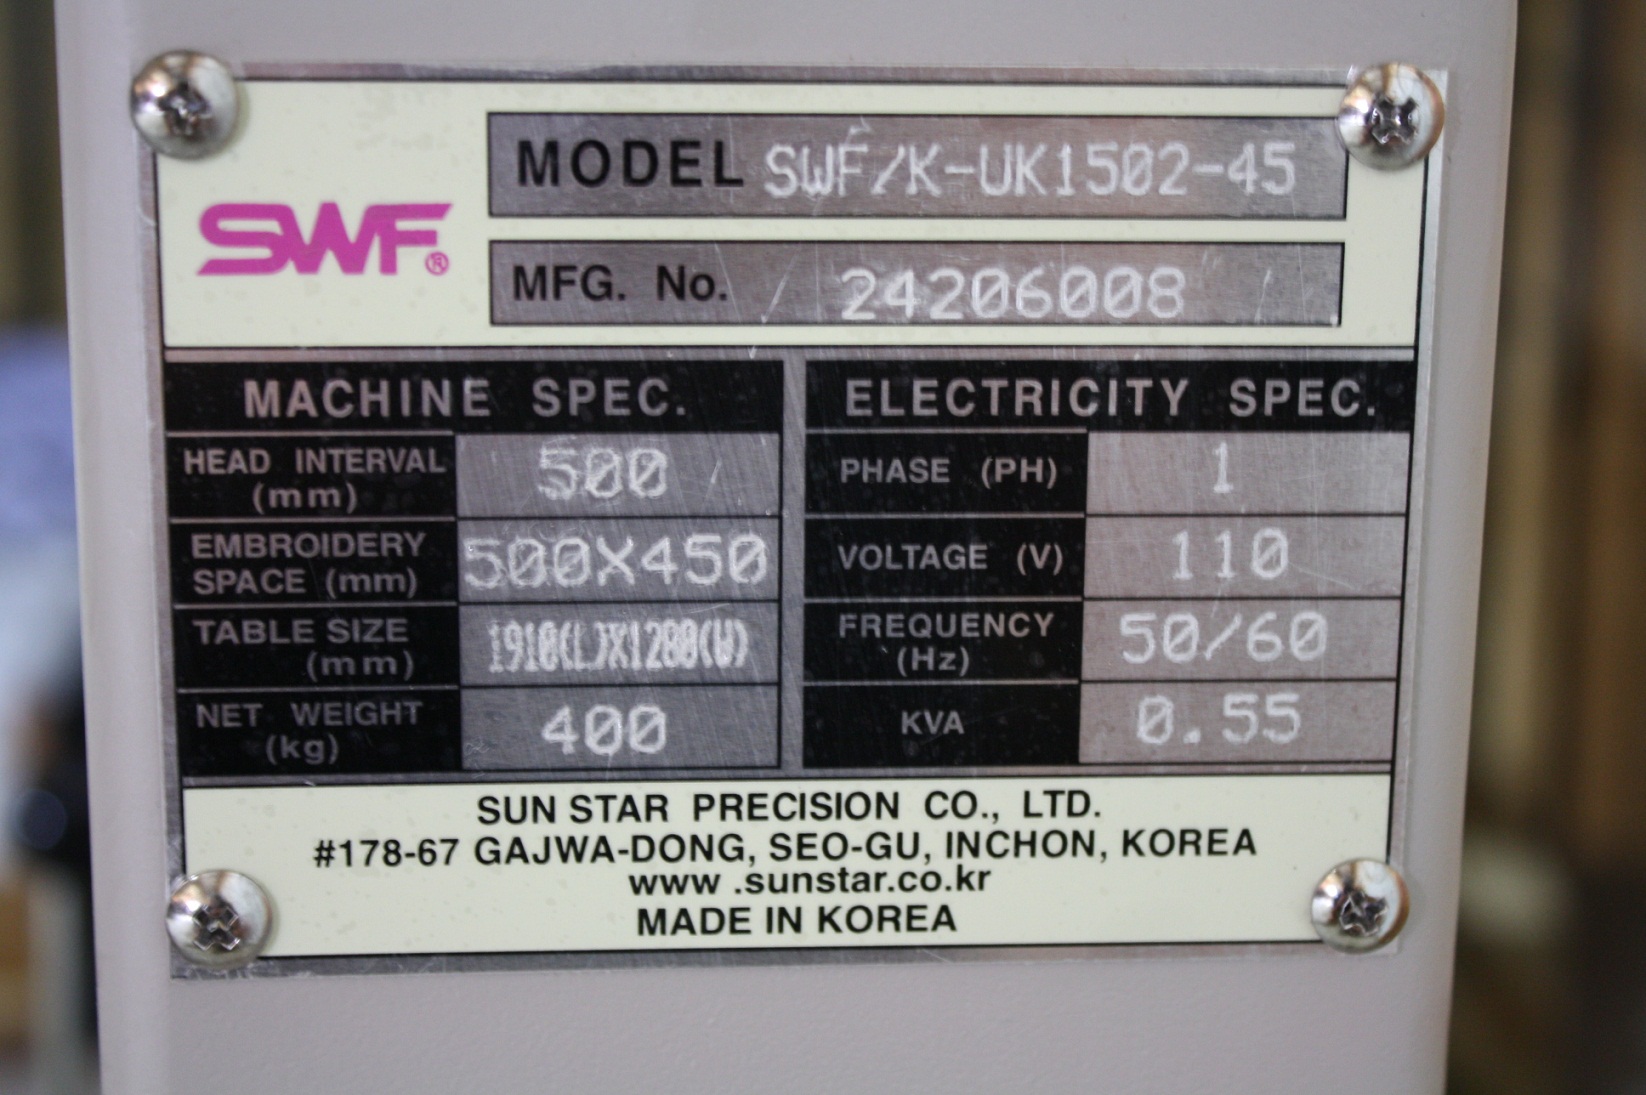 SWF®
MODEL SWF/K-UK1502-45
MFG. No. 24206008
MACHINE SPEC.
HEAD INTERVAL (mm) 500
EMBROIDERY SPACE (mm) 500X450
TABLE SIZE (mm) 1910(L)X1280(W)
NET WEIGHT (kg) 400
ELECTRICITY SPEC.
PHASE (PH) 1
VOLTAGE (V) 110
FREQUENCY (Hz) 50/60
KVA 0.55
SUN STAR PRECISION CO., LTD.
#178-67 GAJWA-DONG, SEO-GU, INCHON, KOREA
www .sunstar.co.kr
MADE IN KOREA